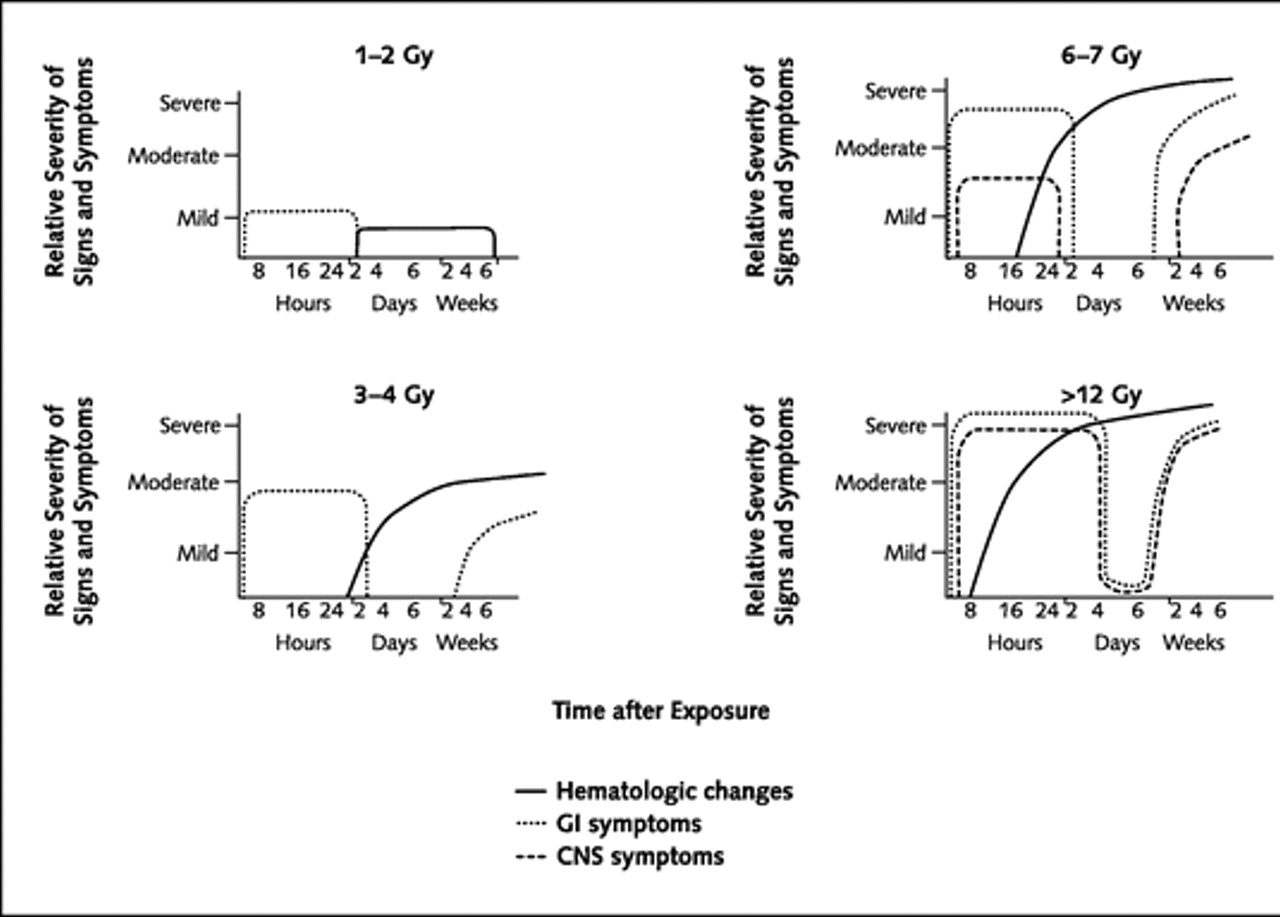 1–2 Gy
Relative Severity of
Signs and Symptoms
Severe
Moderate
Mild
8 16 24 2 4 6 2 4 6
Hours Days Weeks
6–7 Gy
Relative Severity of
Signs and Symptoms
Severe
Moderate
Mild
8 16 24 2 4 6 2 4 6
Hours Days Weeks
3–4 Gy
Relative Severity of
Signs and Symptoms
Severe
Moderate
Mild
8 16 24 2 4 6 2 4 6
Hours Days Weeks
>12 Gy
Relative Severity of
Signs and Symptoms
Severe
Moderate
Mild
8 16 24 2 4 6 2 4 6
Hours Days Weeks
Time after Exposure
Hematologic changes
GI symptoms
CNS symptoms